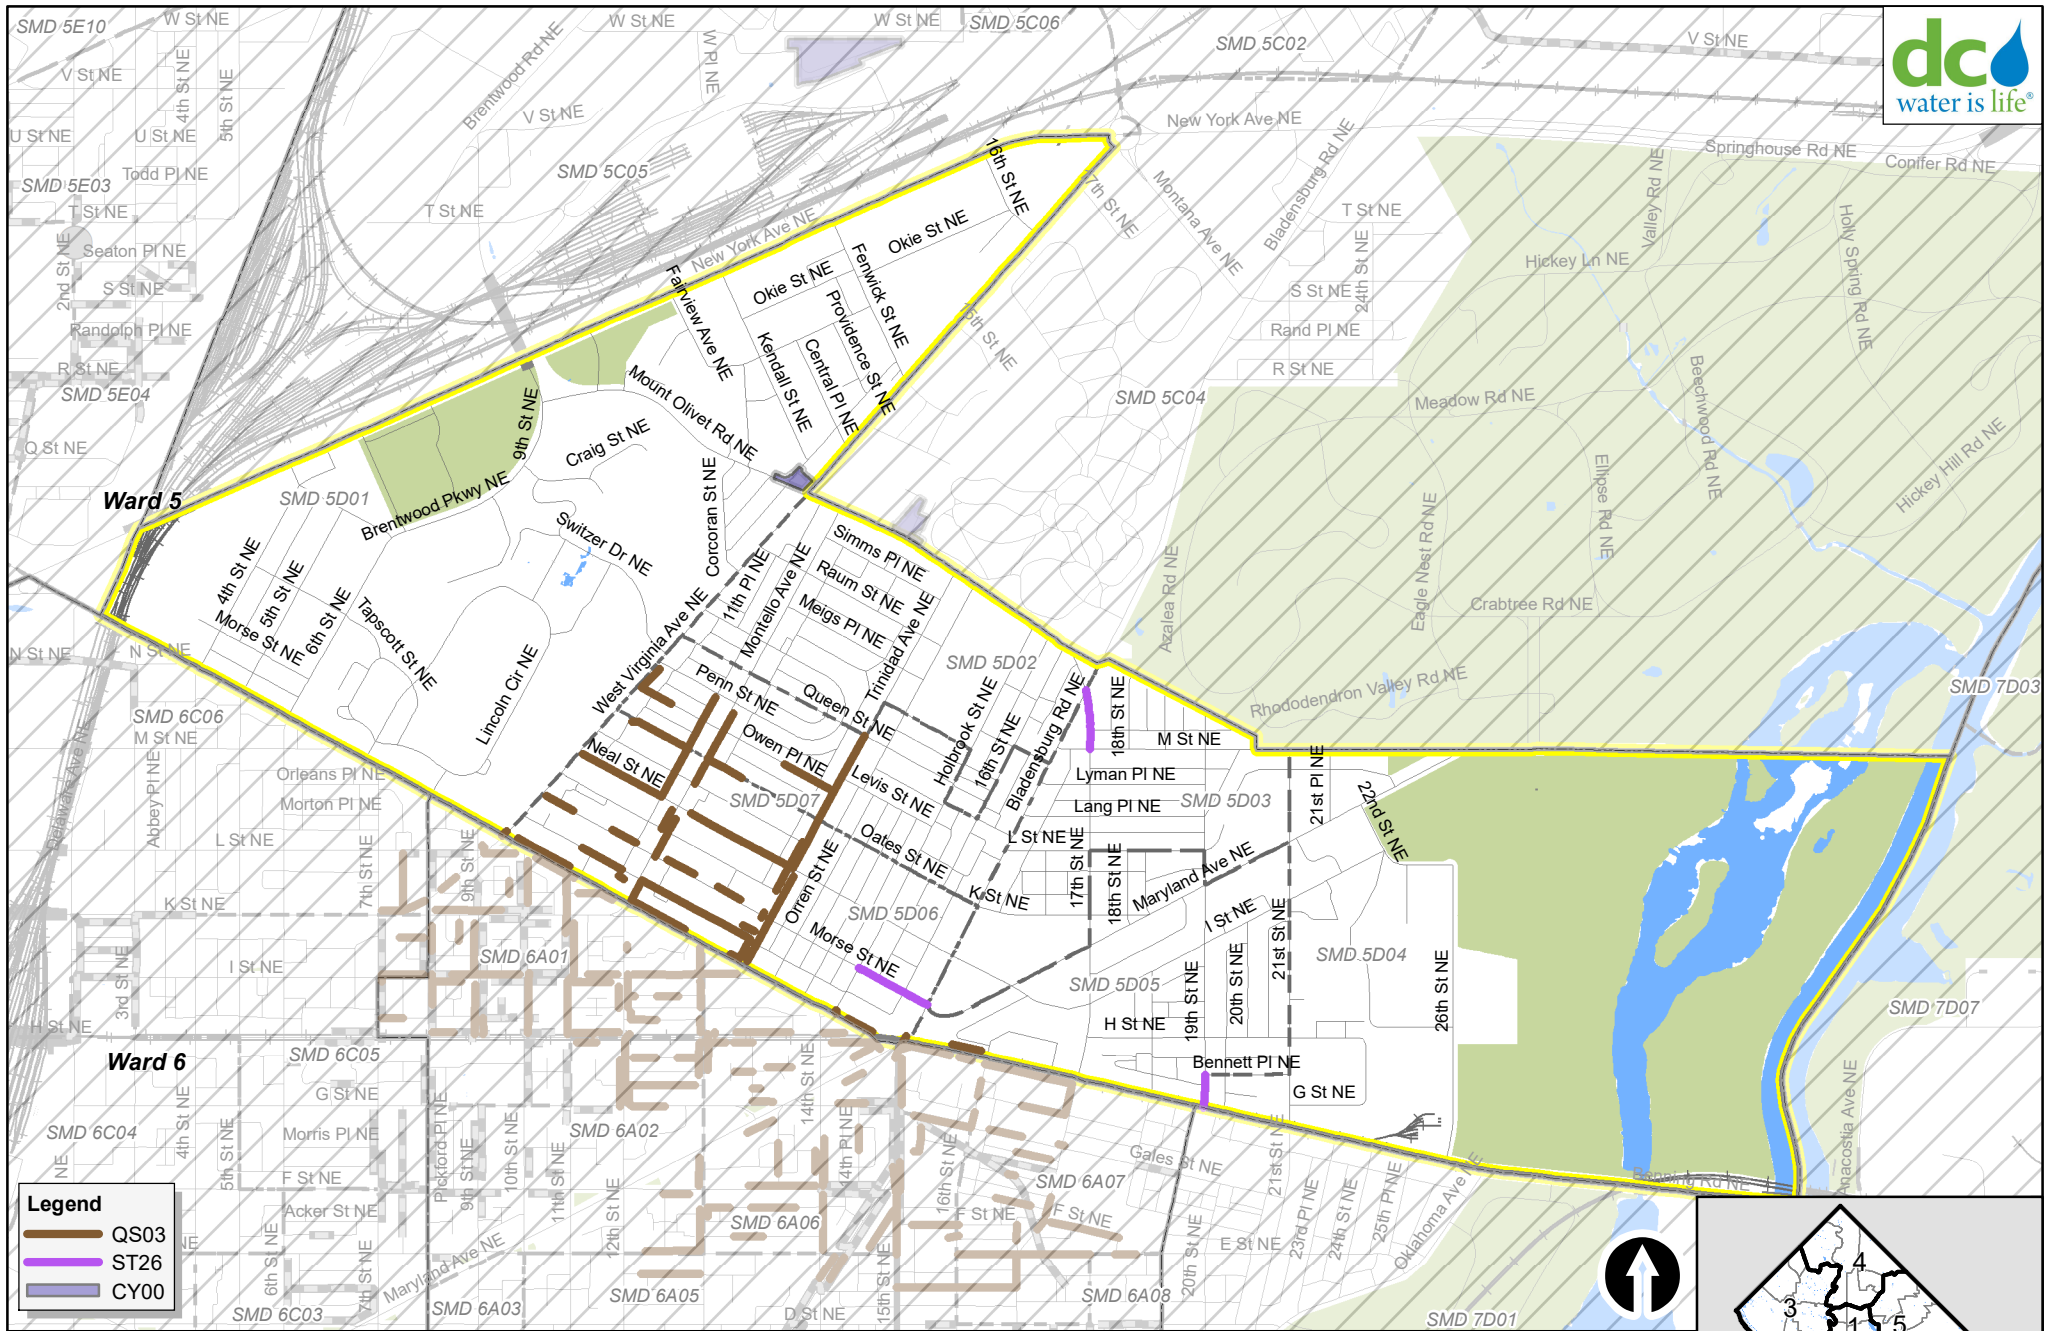 SMD 5E10
W St NE
W St NE
W St NE
SMD 5C06
SMD 5C02
V St NE
dc
water is life®
V St NE
4th St NE
5th St NE
Brentwood Rd NE
W Pl NE
V St NE
U St NE
U St NE
New York Ave NE
Bladensburg Rd NE
Springhouse Rd NE
Conifer Rd NE
Todd Pl NE
SMD 5E03
SMD 5C05
16th St NE
17th St NE
Montana Ave NE
Valley Rd NE
Holly Spring Rd NE
T St NE
T St NE
T St NE
2nd St NE
Seaton Pl NE
New York Ave NE
Okie St NE
Okie St NE
Fenwick St NE
24th St NE
Hickey Ln NE
S St NE
S St NE
Fairview Ave NE
Providence St NE
15th St NE
Randolph Pl NE
Rand Pl NE
Kendall St NE
Central Pl NE
R St NE
R St NE
SMD 5E04
Mount Olivet Rd NE
SMD 5C04
Meadow Rd NE
Beechwood Rd NE
9th St NE
Craig St NE
Q St NE
Hickey Hill Rd NE
Ellipse Rd NE
Ward 5
SMD 5D01
Brentwood Pkwy NE
Corcoran St NE
Eagle Nest Rd NE
Switzer Dr NE
Simms Pl NE
4th St NE
5th St NE
6th St NE
Morse St NE
Tapscott St NE
11th Pl NE
Montello Ave NE
Raum St NE
Meigs Pl NE
Trinidad Ave NE
Azalea Rd NE
Crabtree Rd NE
West Virginia Ave NE
N St NE
N St NE
Lincoln Cir NE
SMD 5D02
Penn St NE
Queen St NE
Holbrook St NE
16th St NE
Bladensburg Rd NE
18th St NE
Rhododendron Valley Rd NE
SMD 7D03
SMD 6C06
M St NE
Delaware Ave NE
Abbey Pl NE
Orleans Pl NE
Morton Pl NE
Neal St NE
Owen Pl NE
Levis St NE
M St NE
Lyman Pl NE
Lang Pl NE
SMD 5D03
21st Pl NE
22nd St NE
SMD 5D07
L St NE
7th St NE
9th St NE
Oates St NE
L St NE
17th St NE
18th St NE
Maryland Ave NE
K St NE
K St NE
Orren St NE
SMD 5D06
Morse St NE
I St NE
21st St NE
SMD 5D04
I St NE
3rd St NE
SMD 6A01
SMD 5D05
19th St NE
20th St NE
26th St NE
SMD 7D07
H St NE
H St NE
Ward 6
SMD 6C05
14th St NE
Bennett Pl NE
G St NE
G St NE
4th St NE
SMD 6C04
Morris Pl NE
Pickford Pl NE
9th St NE
10th St NE
11th St NE
SMD 6A02
14th Pl NE
16th St NE
Gales St NE
21st St NE
Anacostia Ave NE
Benning Rd NE
5th St NE
F St NE
SMD 6A07
Acker St NE
12th St NE
SMD 6A06
F St NE
F St NE
20th St NE
E St NE
23rd Pl NE
24th St NE
25th Pl NE
Oklahoma Ave NE
6th St NE
7th St NE
Maryland Ave NE
15th St NE
SMD 6C03
SMD 6A03
SMD 6A05
D St NE
SMD 6A08
SMD 7D01
Legend
QS03
ST26
CY00
4
3
1
5